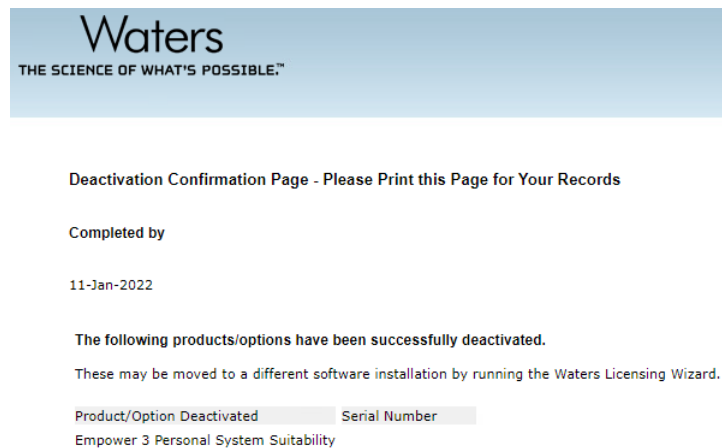 Waters
THE SCIENCE OF WHAT'S POSSIBLE.™
Deactivation Confirmation Page - Please Print this Page for Your Records
Completed by
11-Jan-2022
The following products/options have been successfully deactivated.
These may be moved to a different software installation by running the Waters Licensing Wizard.
Product/Option Deactivated Serial Number
Empower 3 Personal System Suitability